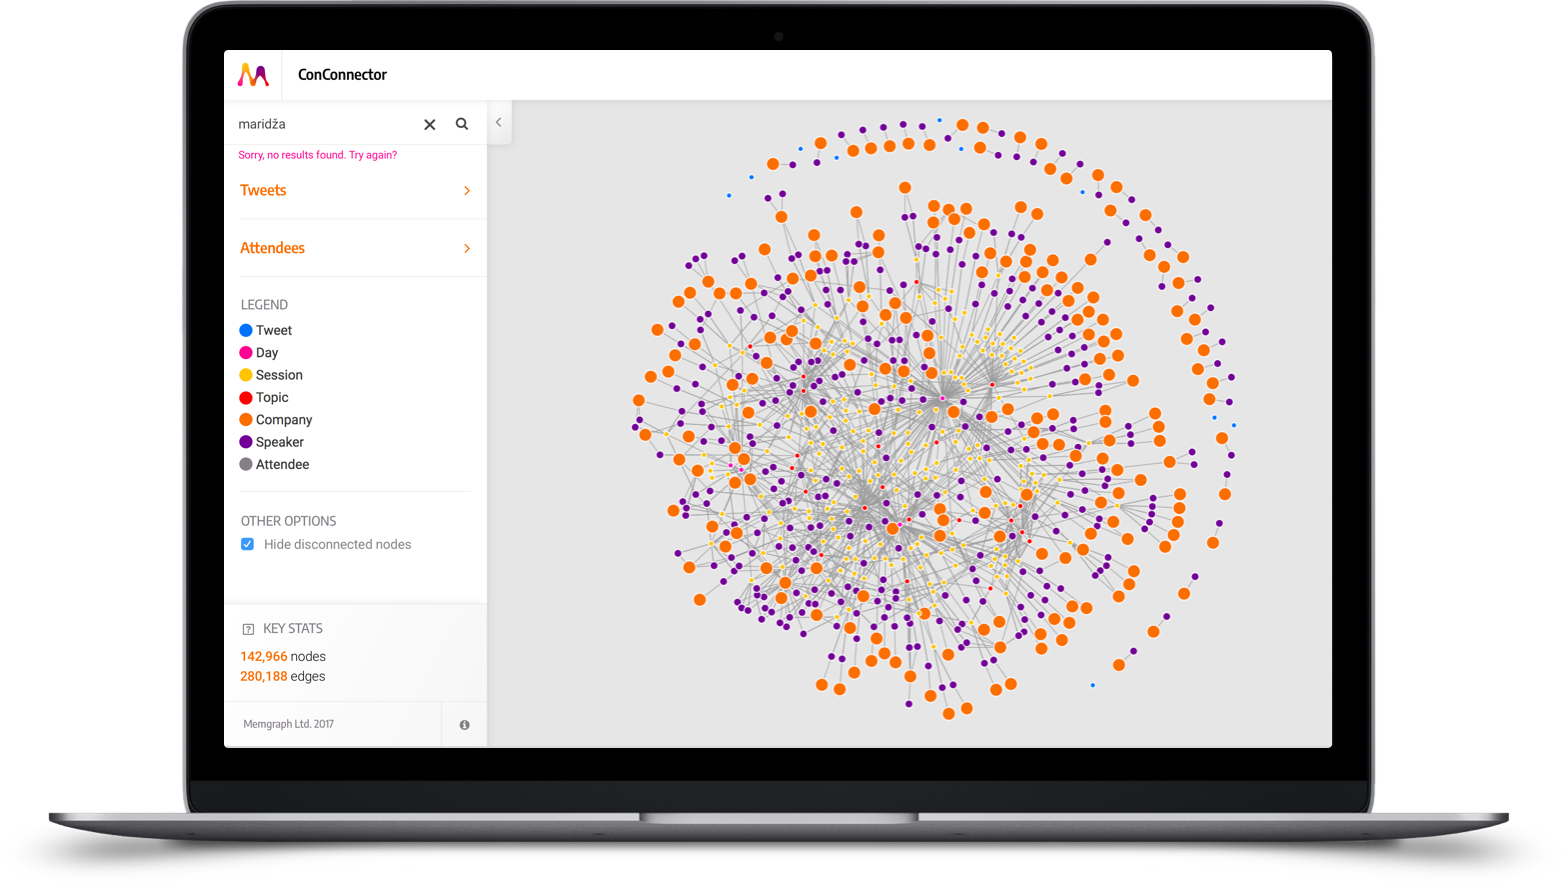 ConConnector
maridža
Sorry, no results found. Try again?
Tweets
Attendees
LEGEND
Tweet
Day
Session
Topic
Company
Speaker
Attendee
OTHER OPTIONS
Hide disconnected nodes
KEY STATS
142,966 nodes
280,188 edges
Memgraph Ltd. 2017